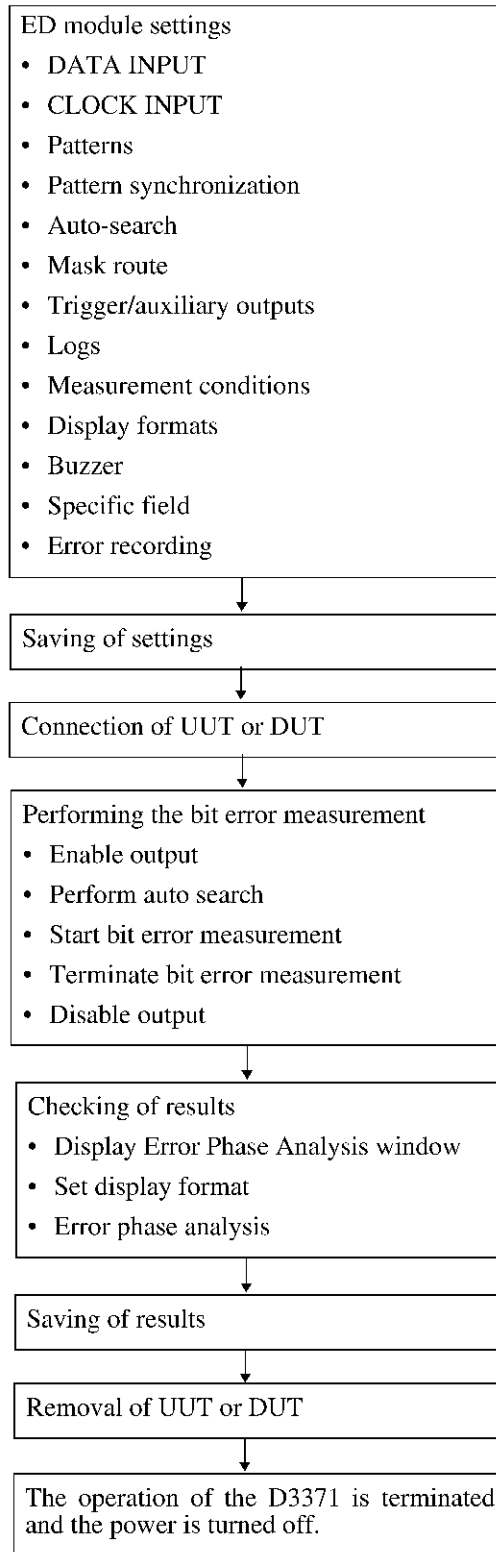 ED module settings
• DATA INPUT
• CLOCK INPUT
• Patterns
• Pattern synchronization
• Auto-search
• Mask route
• Trigger/auxiliary outputs
• Logs
• Measurement conditions
• Display formats
• Buzzer
• Specific field
• Error recording
Saving of settings
Connection of UUT or DUT
Performing the bit error measurement
• Enable output
• Perform auto search
• Start bit error measurement
• Terminate bit error measurement
• Disable output
Checking of results
• Display Error Phase Analysis window
• Set display format
• Error phase analysis
Saving of results
Removal of UUT or DUT
The operation of the D3371 is terminated
and the power is turned off.